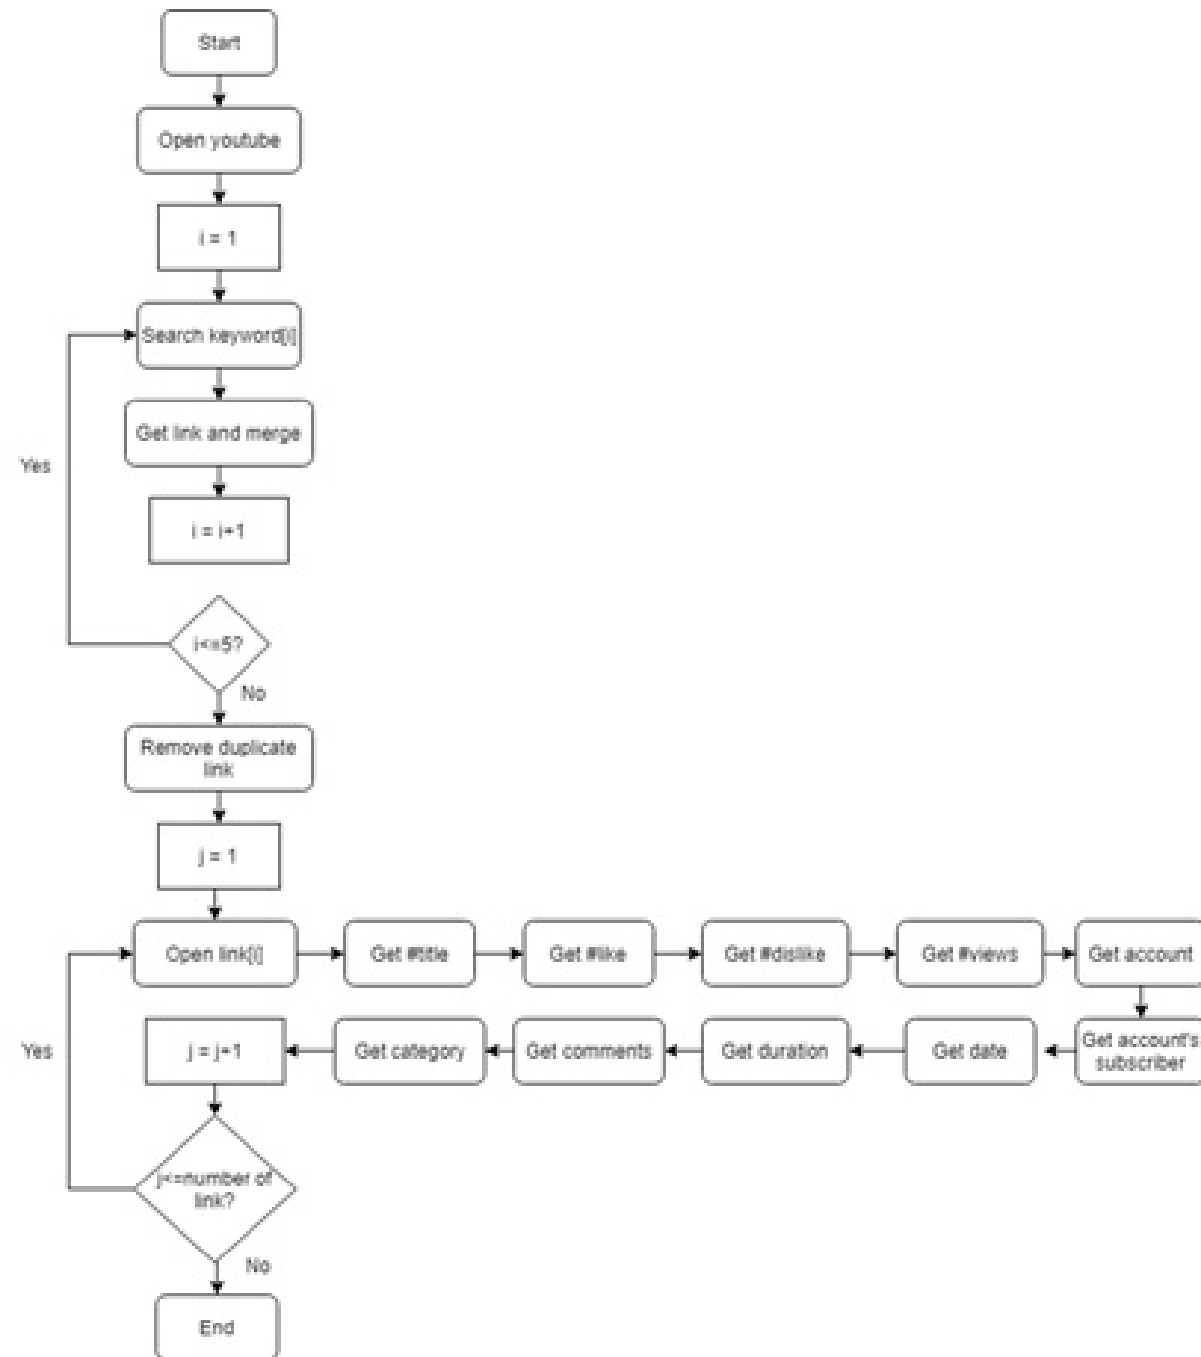 Start
Open youtube
i = 1
Search keyword[i]
Get link and merge
Yes
i = i+1
i<=5?
No
Remove duplicate
link
j = 1
Open link[i]
Get #title
Get #like
Get #dislike
Get #views
Get account
Get account's
subscriber
Get date
Get duration
Get comments
Get category
j = j+1
Yes
j<=number of
link?
No
End